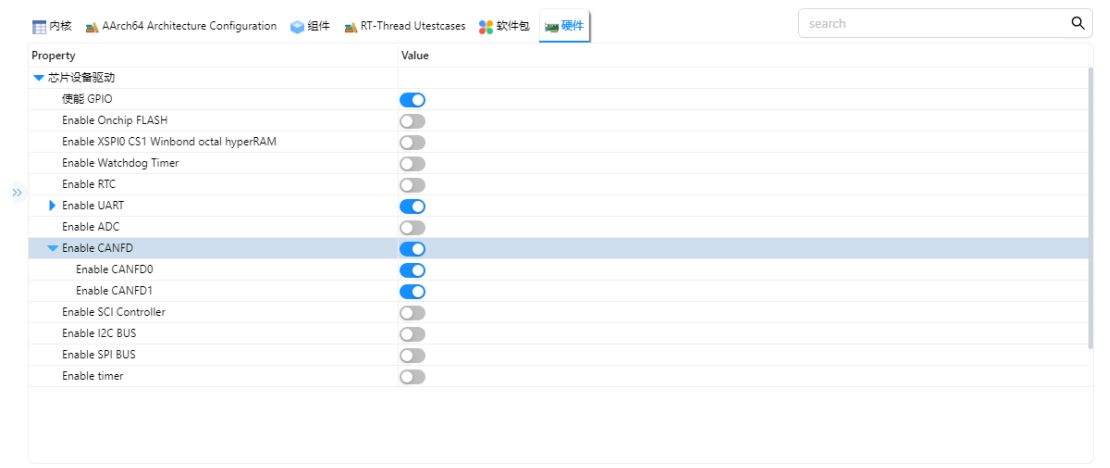 内核 AArch64 Architecture Configuration 组件 RT-Thread Utestcases 软件包 硬件 search
Property Value
芯片设备驱动
使能 GPIO
Enable Onchip FLASH
Enable XSPI0 CS1 Winbond octal hyperRAM
Enable Watchdog Timer
Enable RTC
Enable UART
Enable ADC
Enable CANFD
Enable CANFD0
Enable CANFD1
Enable SCI Controller
Enable I2C BUS
Enable SPI BUS
Enable timer